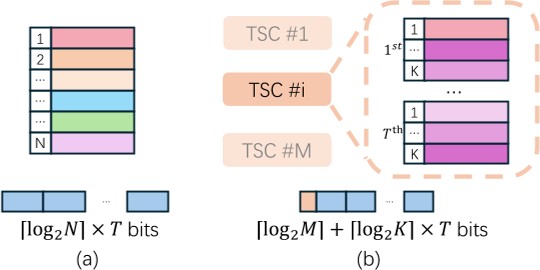 1
2
...
...
...
N
⌈log₂N⌉ × T bits
(a)
TSC #1
TSC #i
TSC #M
1ˢᵗ
1
...
K
...
Tᵗʰ
1
...
K
...
...
⌈log₂M⌉ + ⌈log₂K⌉ × T bits
(b)